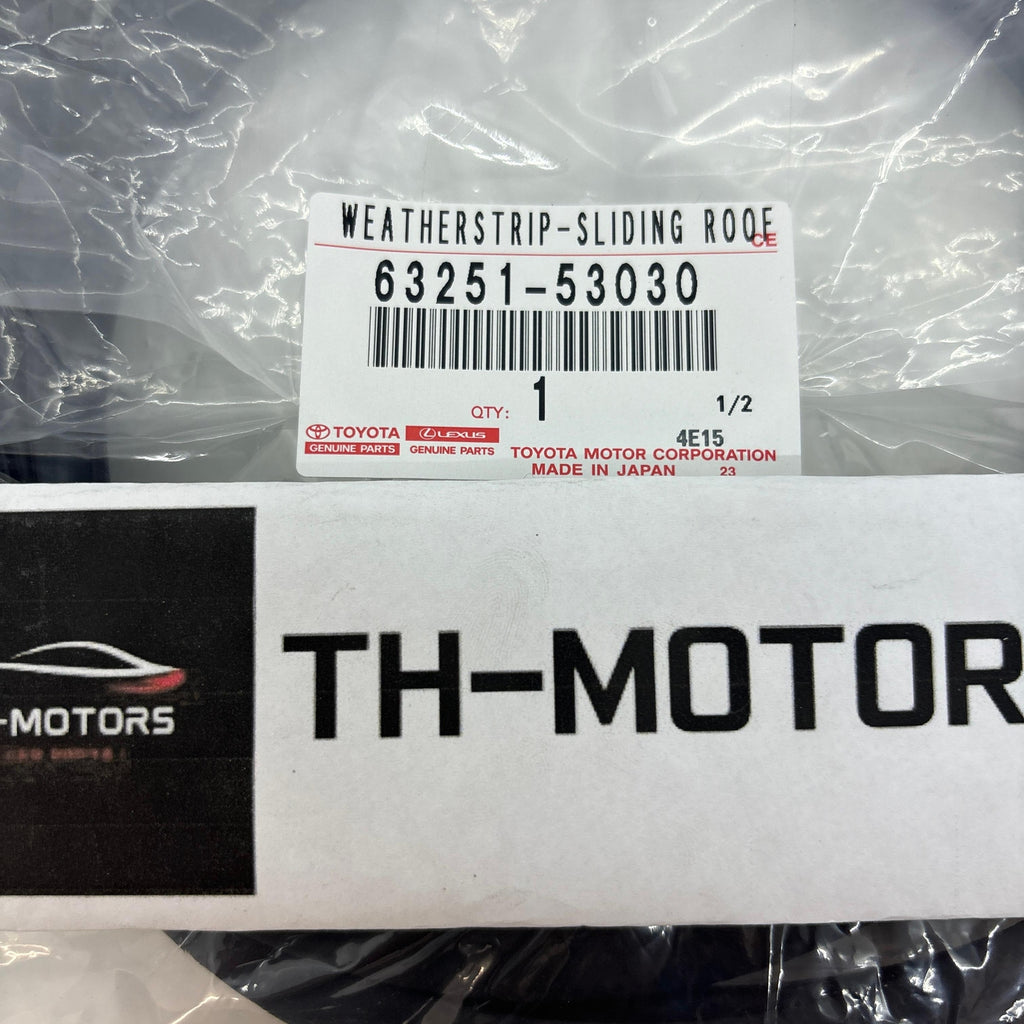 WEATHERSTRIP-SLIDING ROOF
CE
63251-53030
QTY: 1
1/2
4E15
TOYOTA
GENUINE PARTS
LEXUS
GENUINE PARTS
TOYOTA MOTOR CORPORATION
MADE IN JAPAN 23
TH-MOTOR
-MOTORS